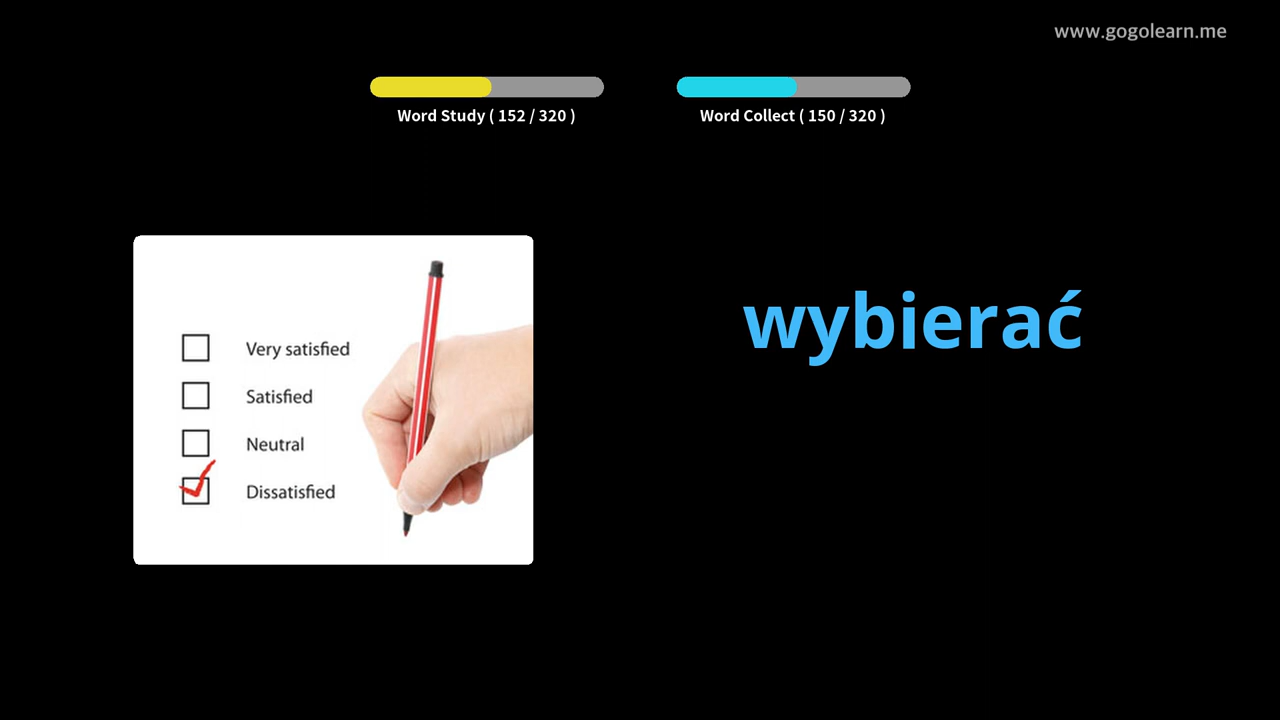 www.gogolearn.me
Word Study ( 152 / 320 )
Word Collect ( 150 / 320 )
Very satisfied
Satisfied
Neutral
Dissatisfied
wybierać